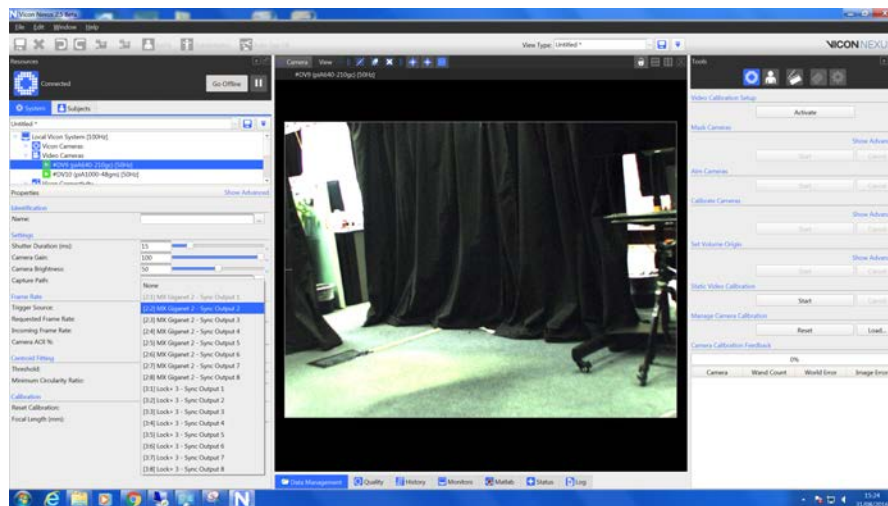 Vicon Nexus 2.5 Beta
File Edit Window Help
View Type: Untitled *
VICON NEXU
Resources
Connected
Go Offline
System Subjects
Untitled *
Local Vicon System [100Hz]
Vicon Cameras
Video Cameras
#DV9 (piA640-210gc) [50Hz]
#DV10 (piA1000-48gm) [50Hz]
Vicon Connectivity
Properties Show Advanced
Identification
Name:
Settings
Shutter Duration (ms): 15
Camera Gain: 100
Camera Brightness: 50
Capture Path:
Frame Rate
Trigger Source:
Requested Frame Rate:
Incoming Frame Rate:
Camera AOI %:
Centroid Fitting
Threshold:
Minimum Circularity Ratio:
Calibration
Reset Calibration:
Focal Length (mm):
None
[2:1] MX Giganet 2 - Sync Output 1
[2:2] MX Giganet 2 - Sync Output 2
[2:3] MX Giganet 2 - Sync Output 3
[2:4] MX Giganet 2 - Sync Output 4
[2:5] MX Giganet 2 - Sync Output 5
[2:6] MX Giganet 2 - Sync Output 6
[2:7] MX Giganet 2 - Sync Output 7
[2:8] MX Giganet 2 - Sync Output 8
[3:1] Lock+ 3 - Sync Output 1
[3:2] Lock+ 3 - Sync Output 2
[3:3] Lock+ 3 - Sync Output 3
[3:4] Lock+ 3 - Sync Output 4
[3:5] Lock+ 3 - Sync Output 5
[3:6] Lock+ 3 - Sync Output 6
[3:7] Lock+ 3 - Sync Output 7
[3:8] Lock+ 3 - Sync Output 8
Camera View
#DV9 (piA640-210gc) [50Hz]
Data Management Quality History Monitors Matlab Status Log
Tools
Video Calibration Setup
Activate
Mask Cameras
Show Advan
Start Cancel
Aim Cameras
Start Cancel
Calibrate Cameras
Show Advan
Start Cancel
Set Volume Origin
Show Advan
Start Cancel
Static Video Calibration
Start Cancel
Manage Camera Calibration
Reset Load...
Camera Calibration Feedback
0%
Camera Wand Count World Error Image Error
15:24